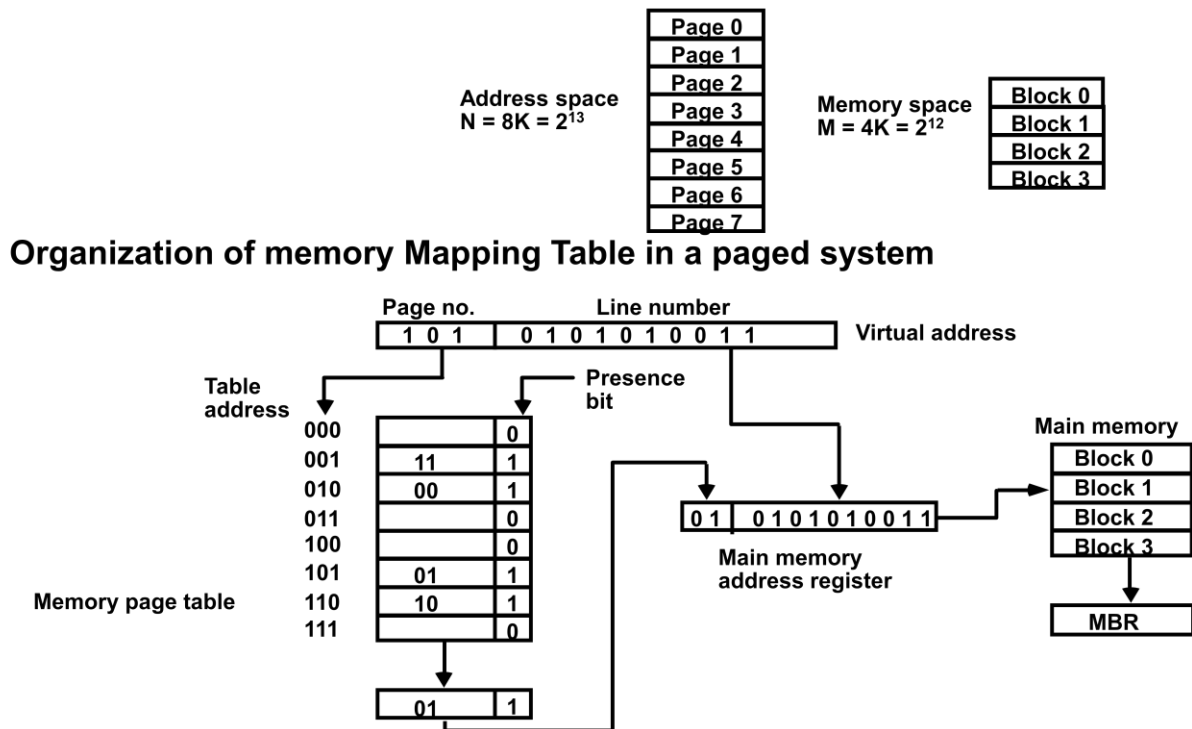 Page 0
Page 1
Page 2
Page 3
Page 4
Page 5
Page 6
Page 7
Address space
N = 8K = 2¹³
Memory space
M = 4K = 2¹²
Block 0
Block 1
Block 2
Block 3
Organization of memory Mapping Table in a paged system
Page no. Line number
1 0 1 0 1 0 1 0 1 0 0 1 1 Virtual address
Table
address
Presence
bit
000 0
001 11 1
010 00 1
011 0
100 0
101 01 1
110 10 1
111 0
Memory page table
01 1
0 1 0 1 0 1 0 1 0 0 1 1
Main memory
address register
Main memory
Block 0
Block 1
Block 2
Block 3
MBR